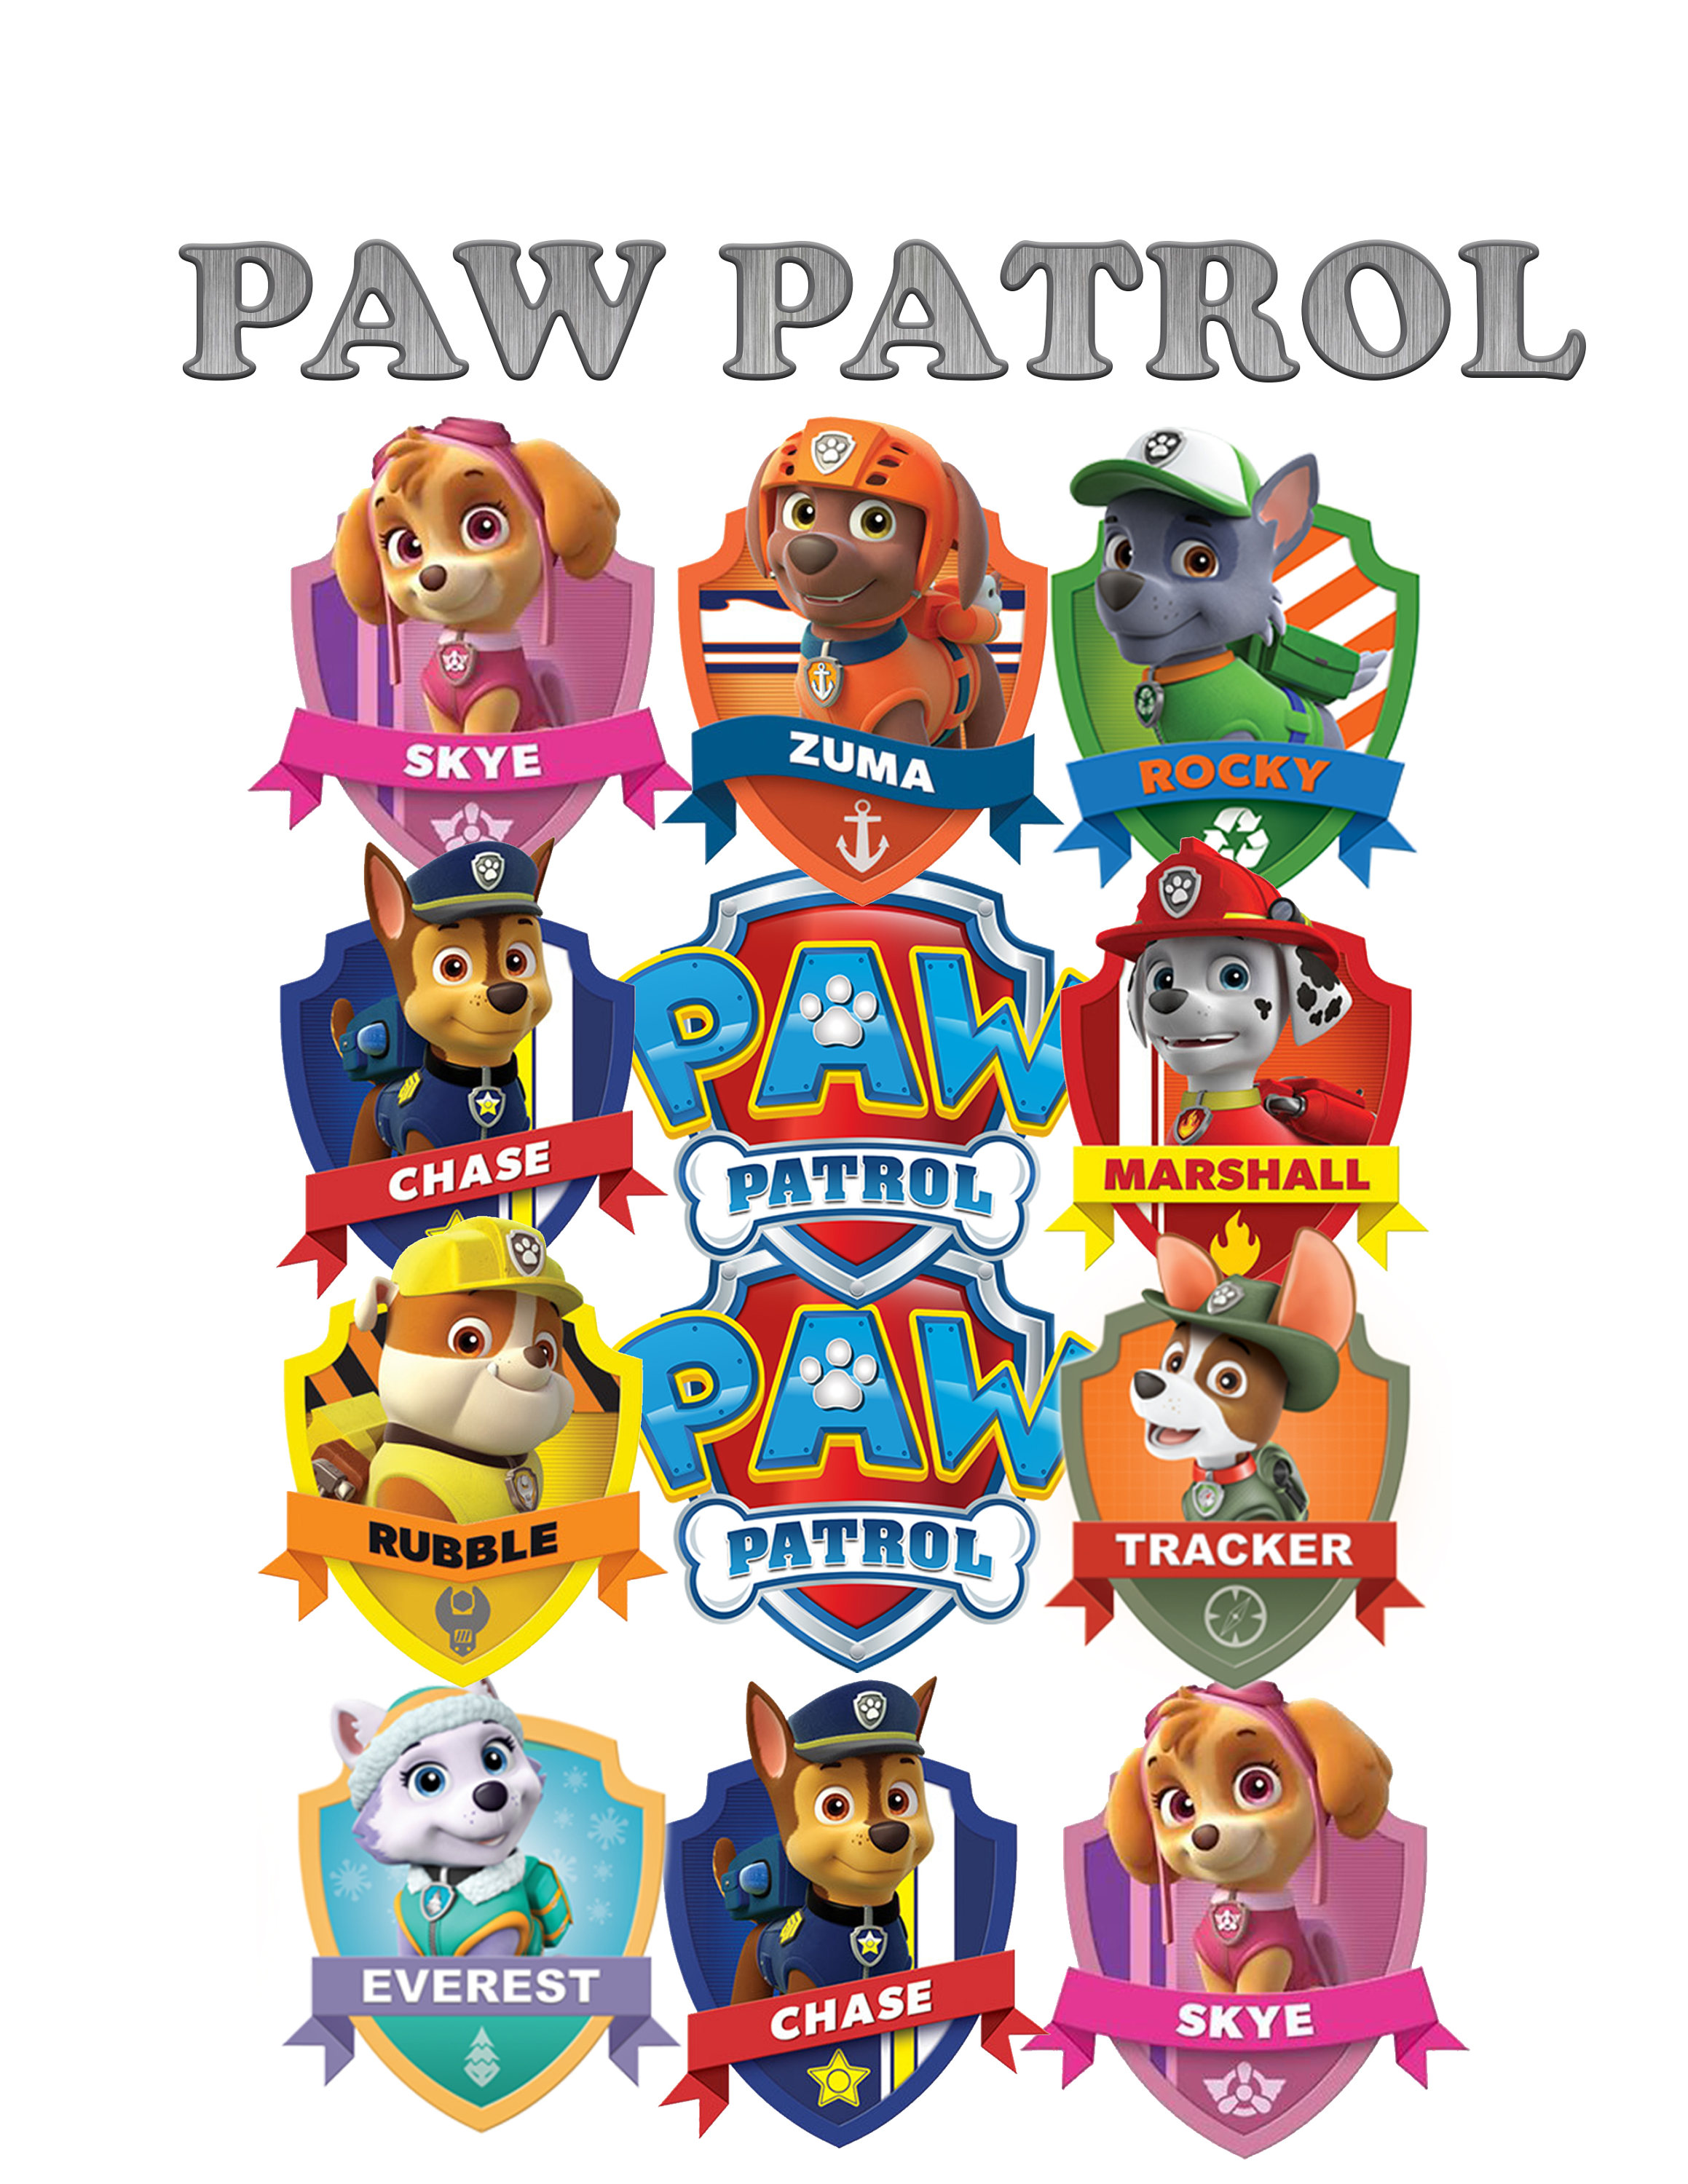 PAW PATROL
SKYE
ZUMA
ROCKY
CHASE
PAW
PATROL
MARSHALL
RUBBLE
PAW
PATROL
TRACKER
EVEREST
CHASE
SKYE